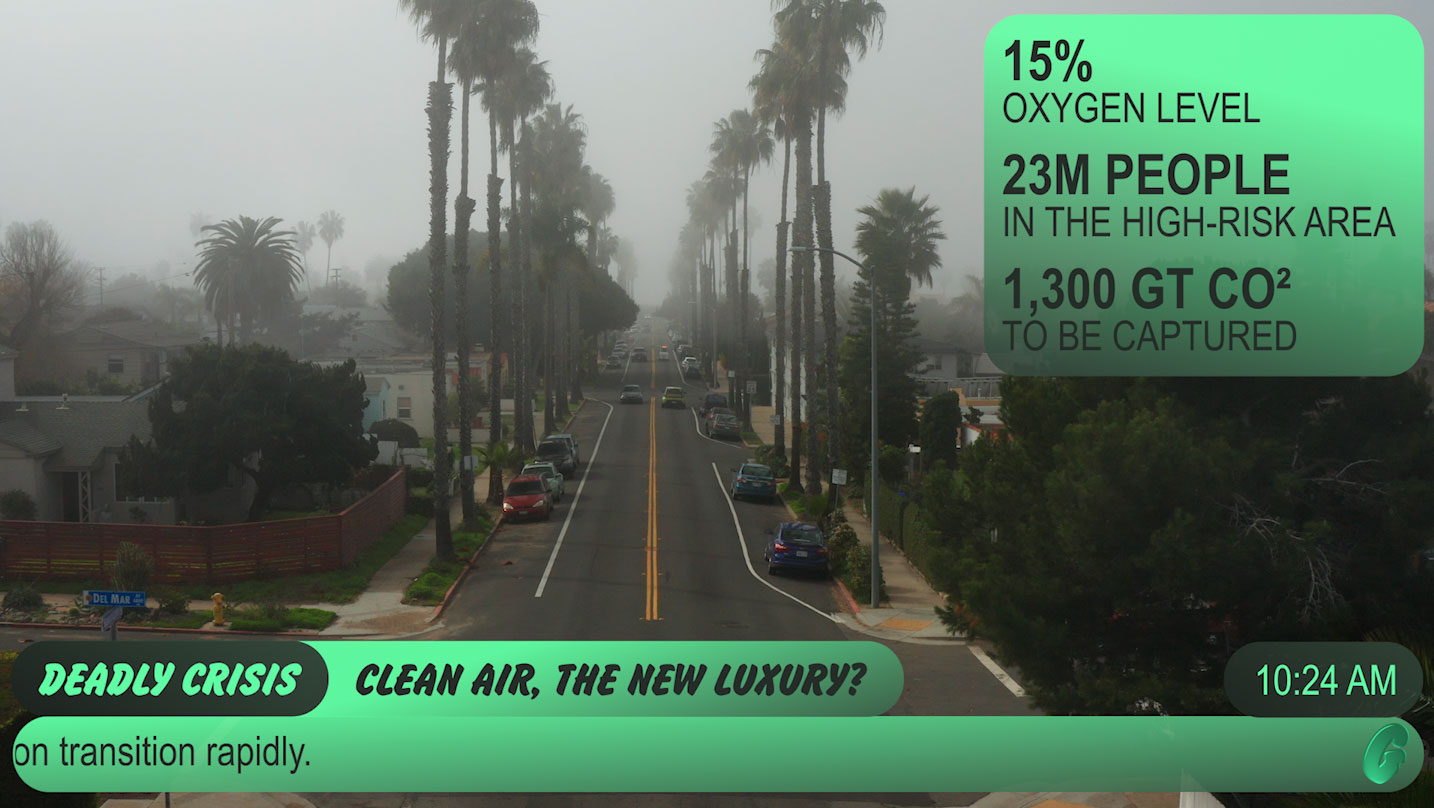 15%
OXYGEN LEVEL
23M PEOPLE
IN THE HIGH-RISK AREA
1,300 GT CO²
TO BE CAPTURED
DEL MAR
DEADLY CRISIS
CLEAN AIR, THE NEW LUXURY?
10:24 AM
on transition rapidly.
G